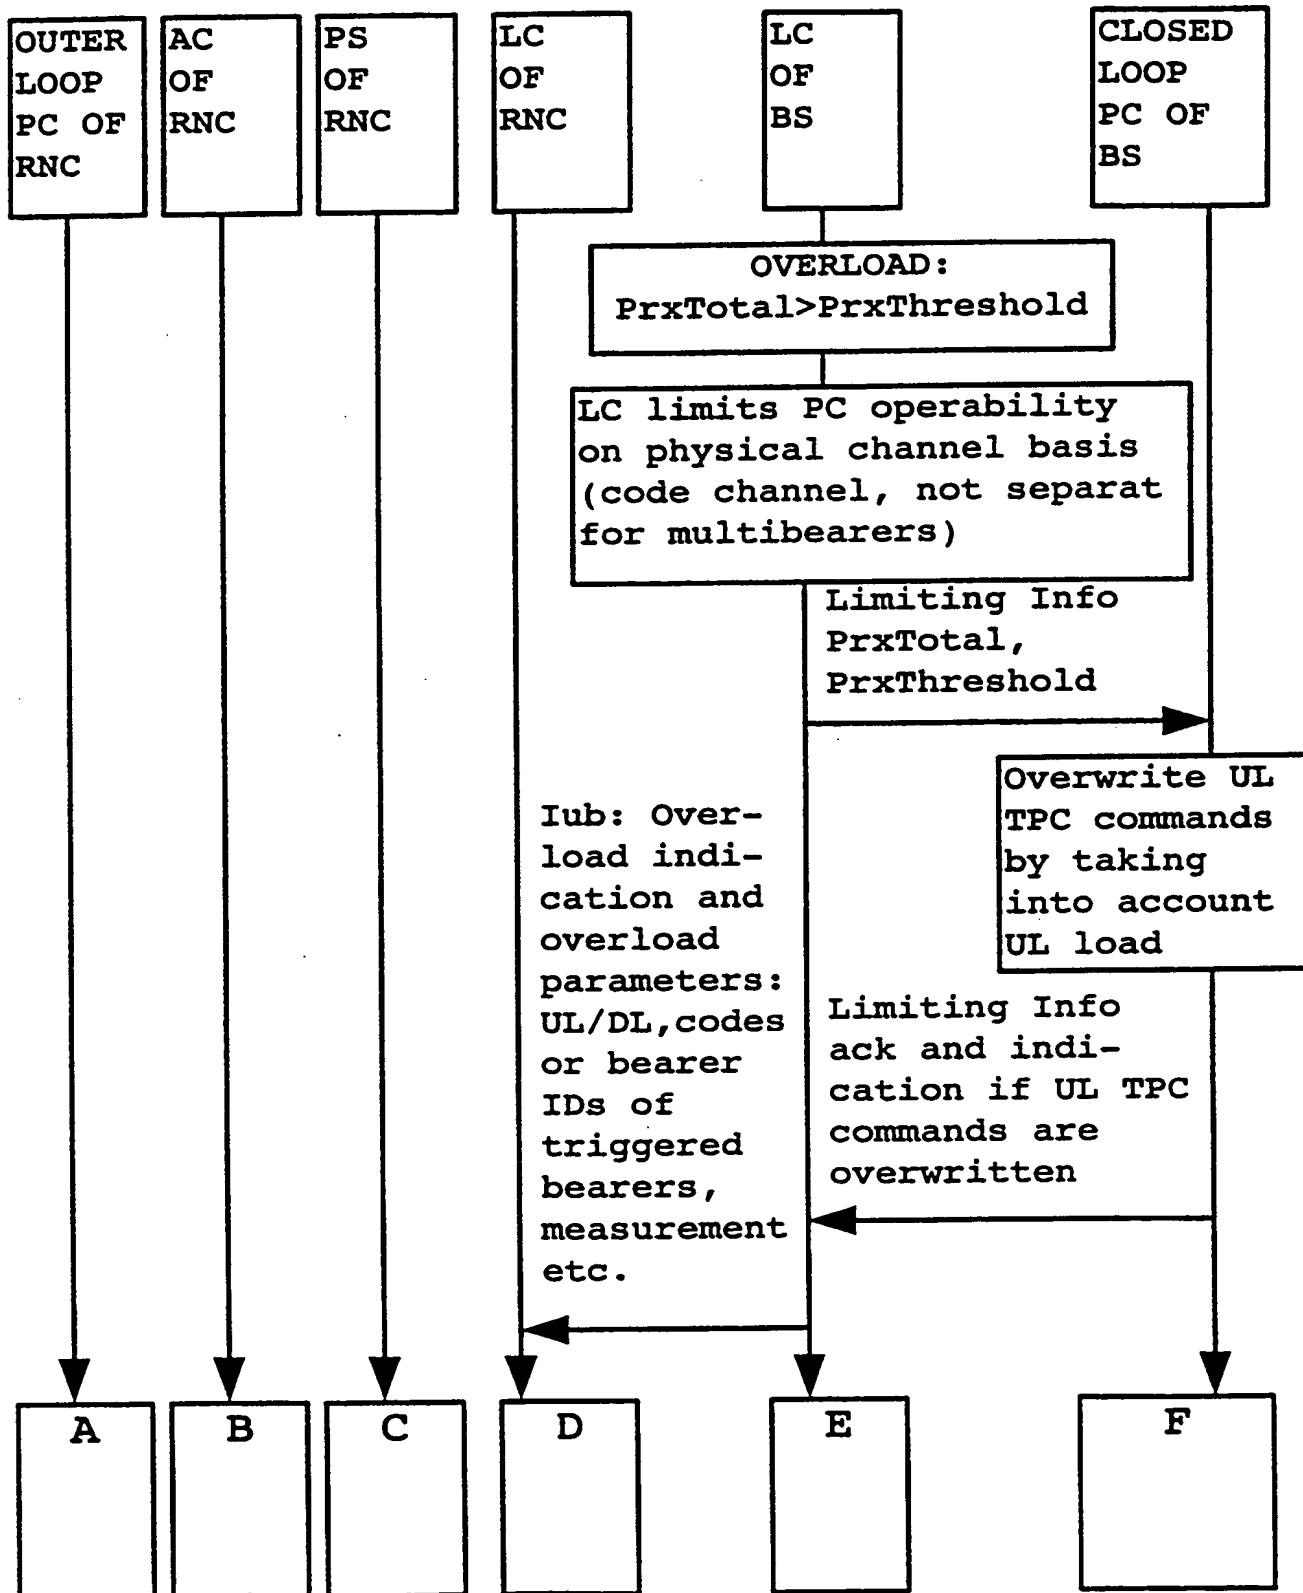 OUTER
LOOP
PC OF
RNC
AC
OF
RNC
PS
OF
RNC
LC
OF
RNC
LC
OF
BS
CLOSED
LOOP
PC OF
BS
OVERLOAD:
PrxTotal>PrxThreshold
LC limits PC operability
on physical channel basis
(code channel, not separat
for multibearers)
Limiting Info
PrxTotal,
PrxThreshold
Overwrite UL
TPC commands
by taking
into account
UL load
Iub: Over-
load indi-
cation and
overload
parameters:
UL/DL,codes
or bearer
IDs of
triggered
bearers,
measurement
etc.
Limiting Info
ack and indi-
cation if UL TPC
commands are
overwritten
A
B
C
D
E
F